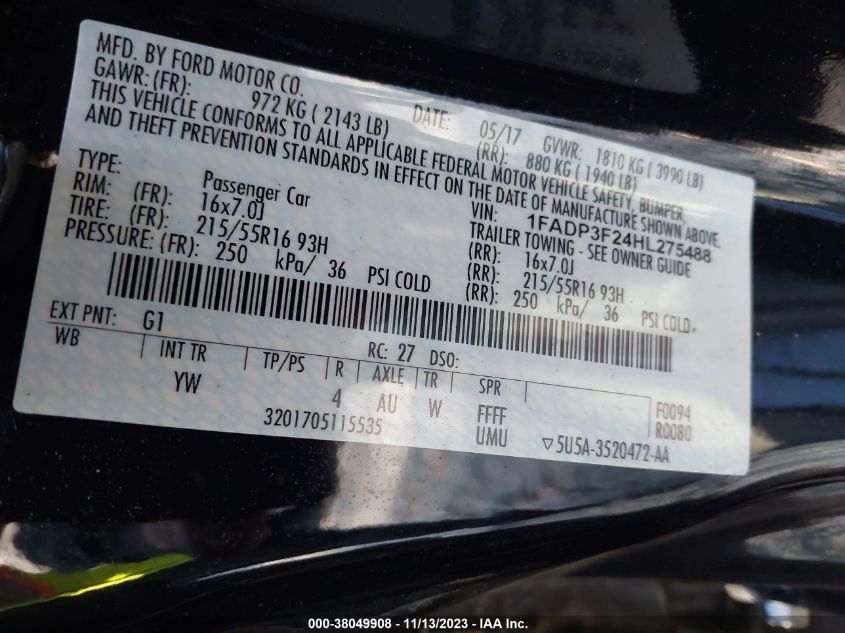 MFD. BY FORD MOTOR CO.
DATE: 05/17 GVWR: 1810 KG ( 3990 LB)
GAWR: (FR): 972 KG ( 2143 LB) (RR): 880 KG ( 1940 LB)
THIS VEHICLE CONFORMS TO ALL APPLICABLE FEDERAL MOTOR VEHICLE SAFETY, BUMPER,
AND THEFT PREVENTION STANDARDS IN EFFECT ON THE DATE OF MANUFACTURE SHOWN ABOVE.
VIN: 1FADP3F24HL275488
TYPE: Passenger Car TRAILER TOWING - SEE OWNER GUIDE
RIM: (FR): 16x7.0J (RR): 16x7.0J
TIRE: (FR): 215/55R16 93H (RR): 215/55R16 93H
PRESSURE: (FR): 250 kPa/ 36 PSI COLD (RR): 250 kPa/ 36 PSI COLD.
EXT PNT: G1 RC: 27 DSO:
WB INT TR TP/PS R AXLE TR SPR F0094
YW 4 AU W FFFF R0080
3201705115535 UMU ▽5U5A-3520472-AA
000-38049908 - 11/13/2023 - IAA Inc.